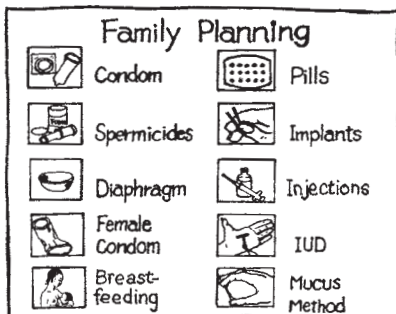 Family Planning
Condom
Pills
Spermicides
Implants
Diaphragm
Injections
Female
Condom
IUD
Breast-
feeding
Mucus
Method